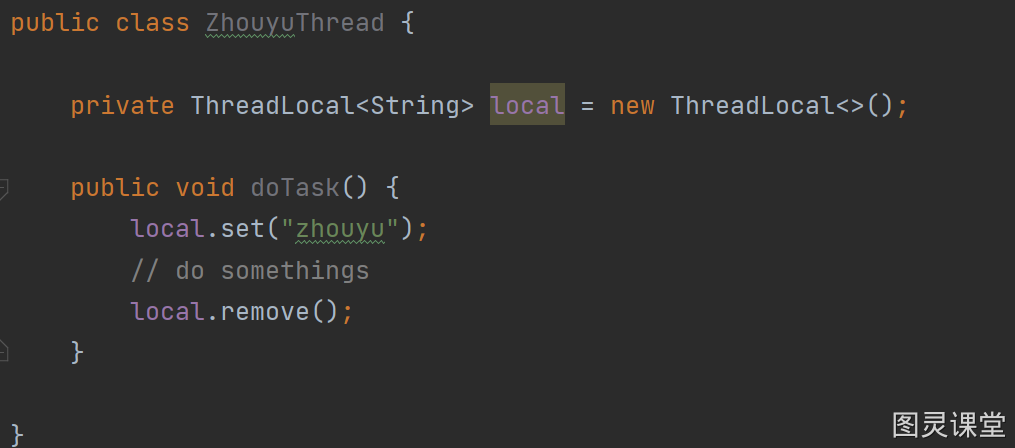 public class ZhouyuThread {
private ThreadLocal<String> local = new ThreadLocal<>();
public void doTask() {
local.set("zhouyu");
// do somethings
local.remove();
}
}
图灵课堂